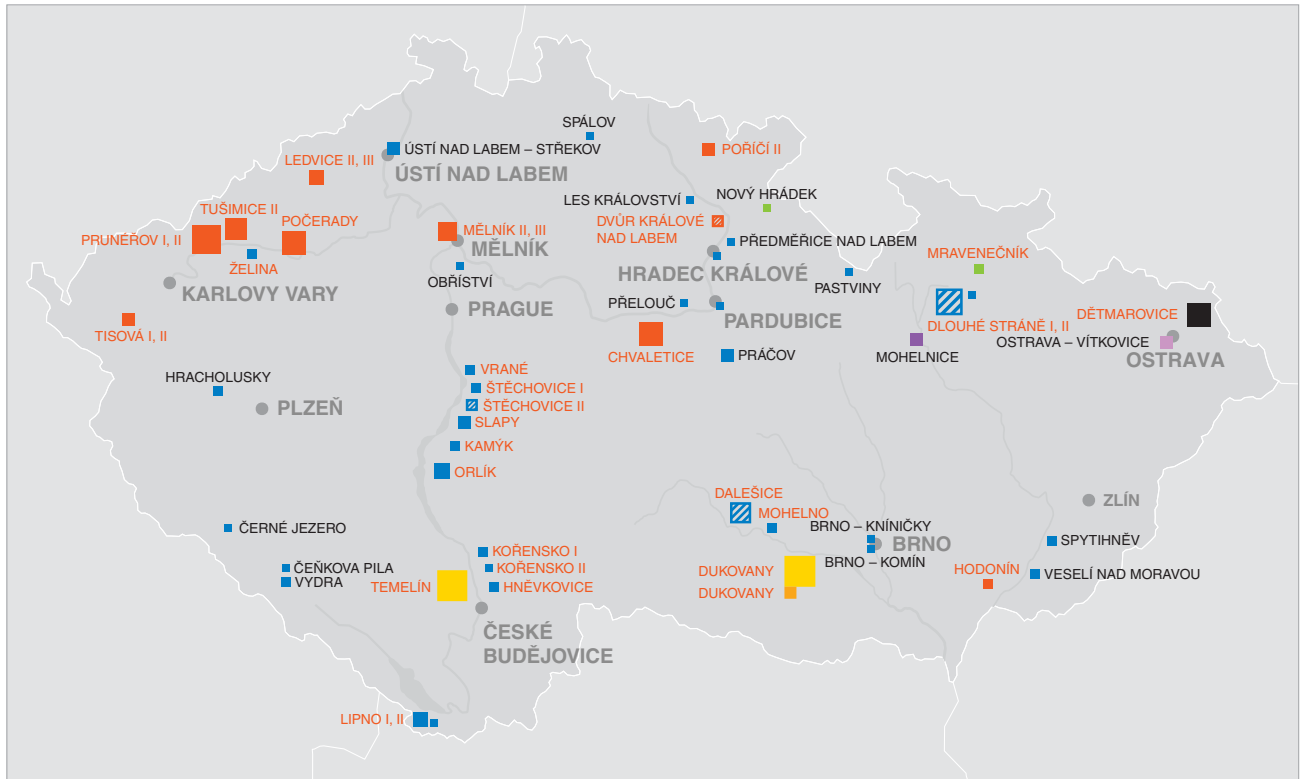 SPÁLOV
ÚSTÍ NAD LABEM – STŘEKOV
POŘÍČÍ II
LEDVICE II, III
ÚSTÍ NAD LABEM
LES KRÁLOVSTVÍ
NOVÝ HRÁDEK
TUŠIMICE II
POČERADY
DVŮR KRÁLOVÉ
NAD LABEM
PRUNÉŘOV I, II
MĚLNÍK II, III
MĚLNÍK
PŘEDMĚŘICE NAD LABEM
MRAVENEČNÍK
ŽELINA
HRADEC KRÁLOVÉ
OBŘÍSTVÍ
PASTVINY
KARLOVY VARY
PRAGUE
PŘELOUČ
PARDUBICE
DLOUHÉ STRÁNĚ I, II
DĚTMAROVICE
TISOVÁ I, II
CHVALETICE
PRÁČOV
MOHELNICE
OSTRAVA – VÍTKOVICE
OSTRAVA
VRANÉ
HRACHOLUSKY
ŠTĚCHOVICE I
ŠTĚCHOVICE II
PLZEŇ
SLAPY
KAMÝK
ORLÍK
DALEŠICE
MOHELNO
ZLÍN
ČERNÉ JEZERO
BRNO – KNÍNIČKY
BRNO
SPYTIHNĚV
KOŘENSKO I
BRNO – KOMÍN
ČEŇKOVA PILA
KOŘENSKO II
VYDRA
TEMELÍN
HNĚVKOVICE
DUKOVANY
HODONÍN
VESELÍ NAD MORAVOU
DUKOVANY
ČESKÉ
BUDĚJOVICE
LIPNO I, II